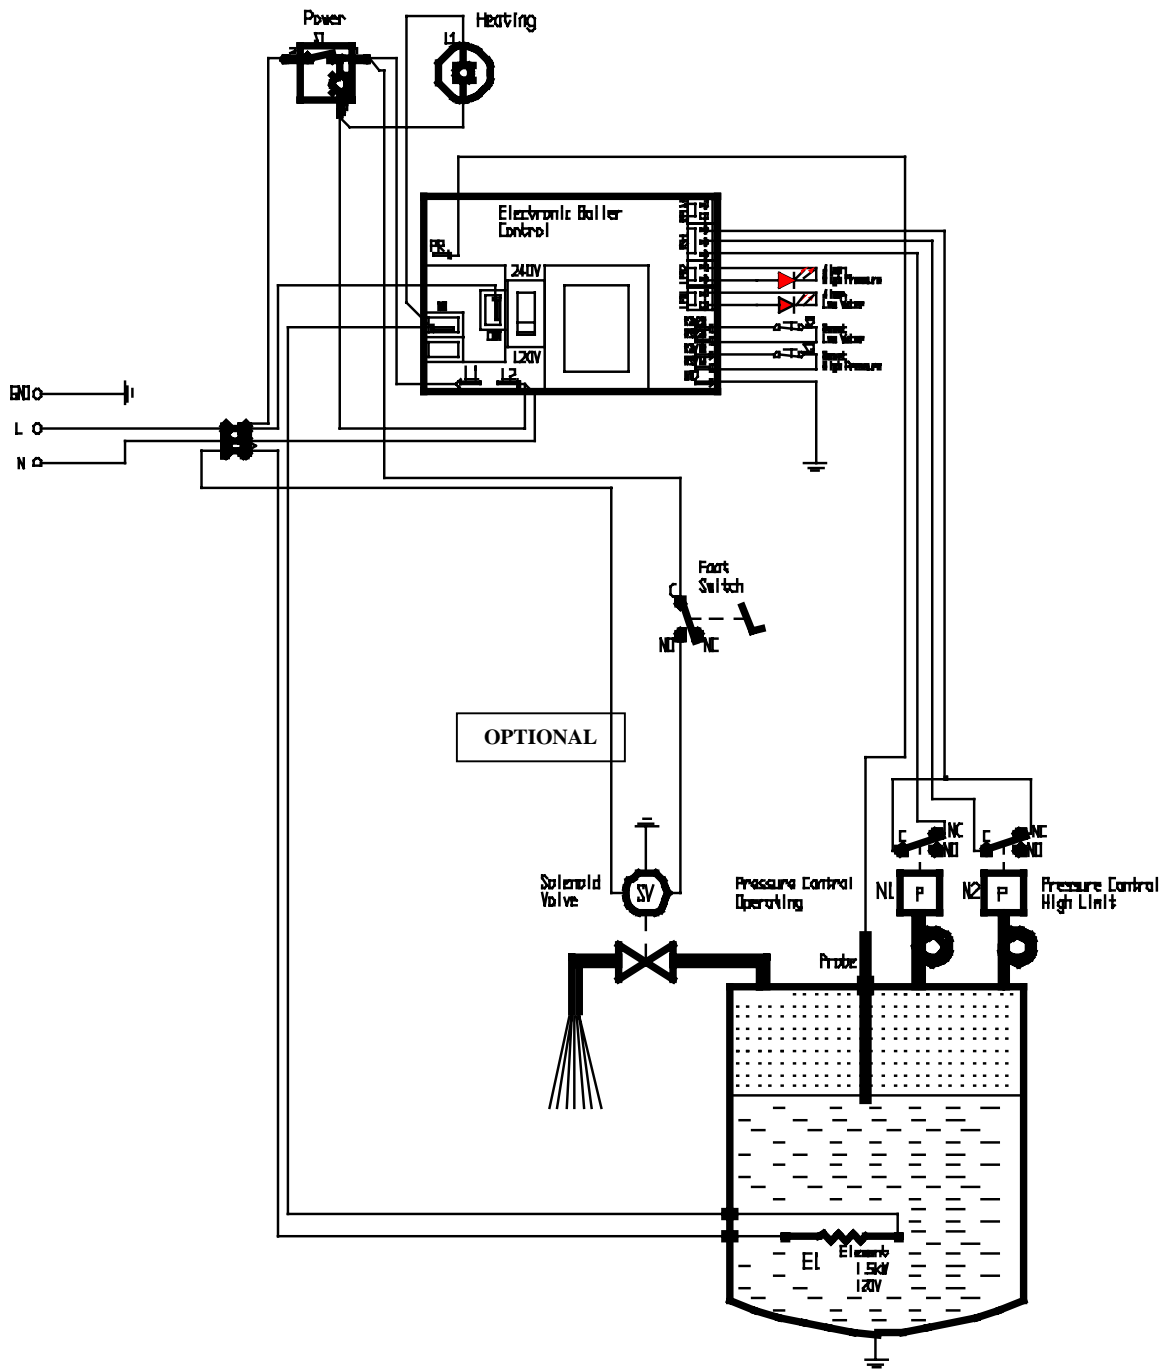 Power
S1
L1
Heating
Electronic Boiler
Control
PR
240V
120V
L1
L2
High Pressure
Low Water
Reset
Low Water
Reset
High Pressure
GND
L
N
Foot
Switch
C
NO
NC
OPTIONAL
Solenoid
Valve
SV
Pressure Control
Operating
N1
P
C
NC
NO
N2
P
C
NC
NO
Pressure Control
High Limit
Probe
E1
Element
1.5kW
120V